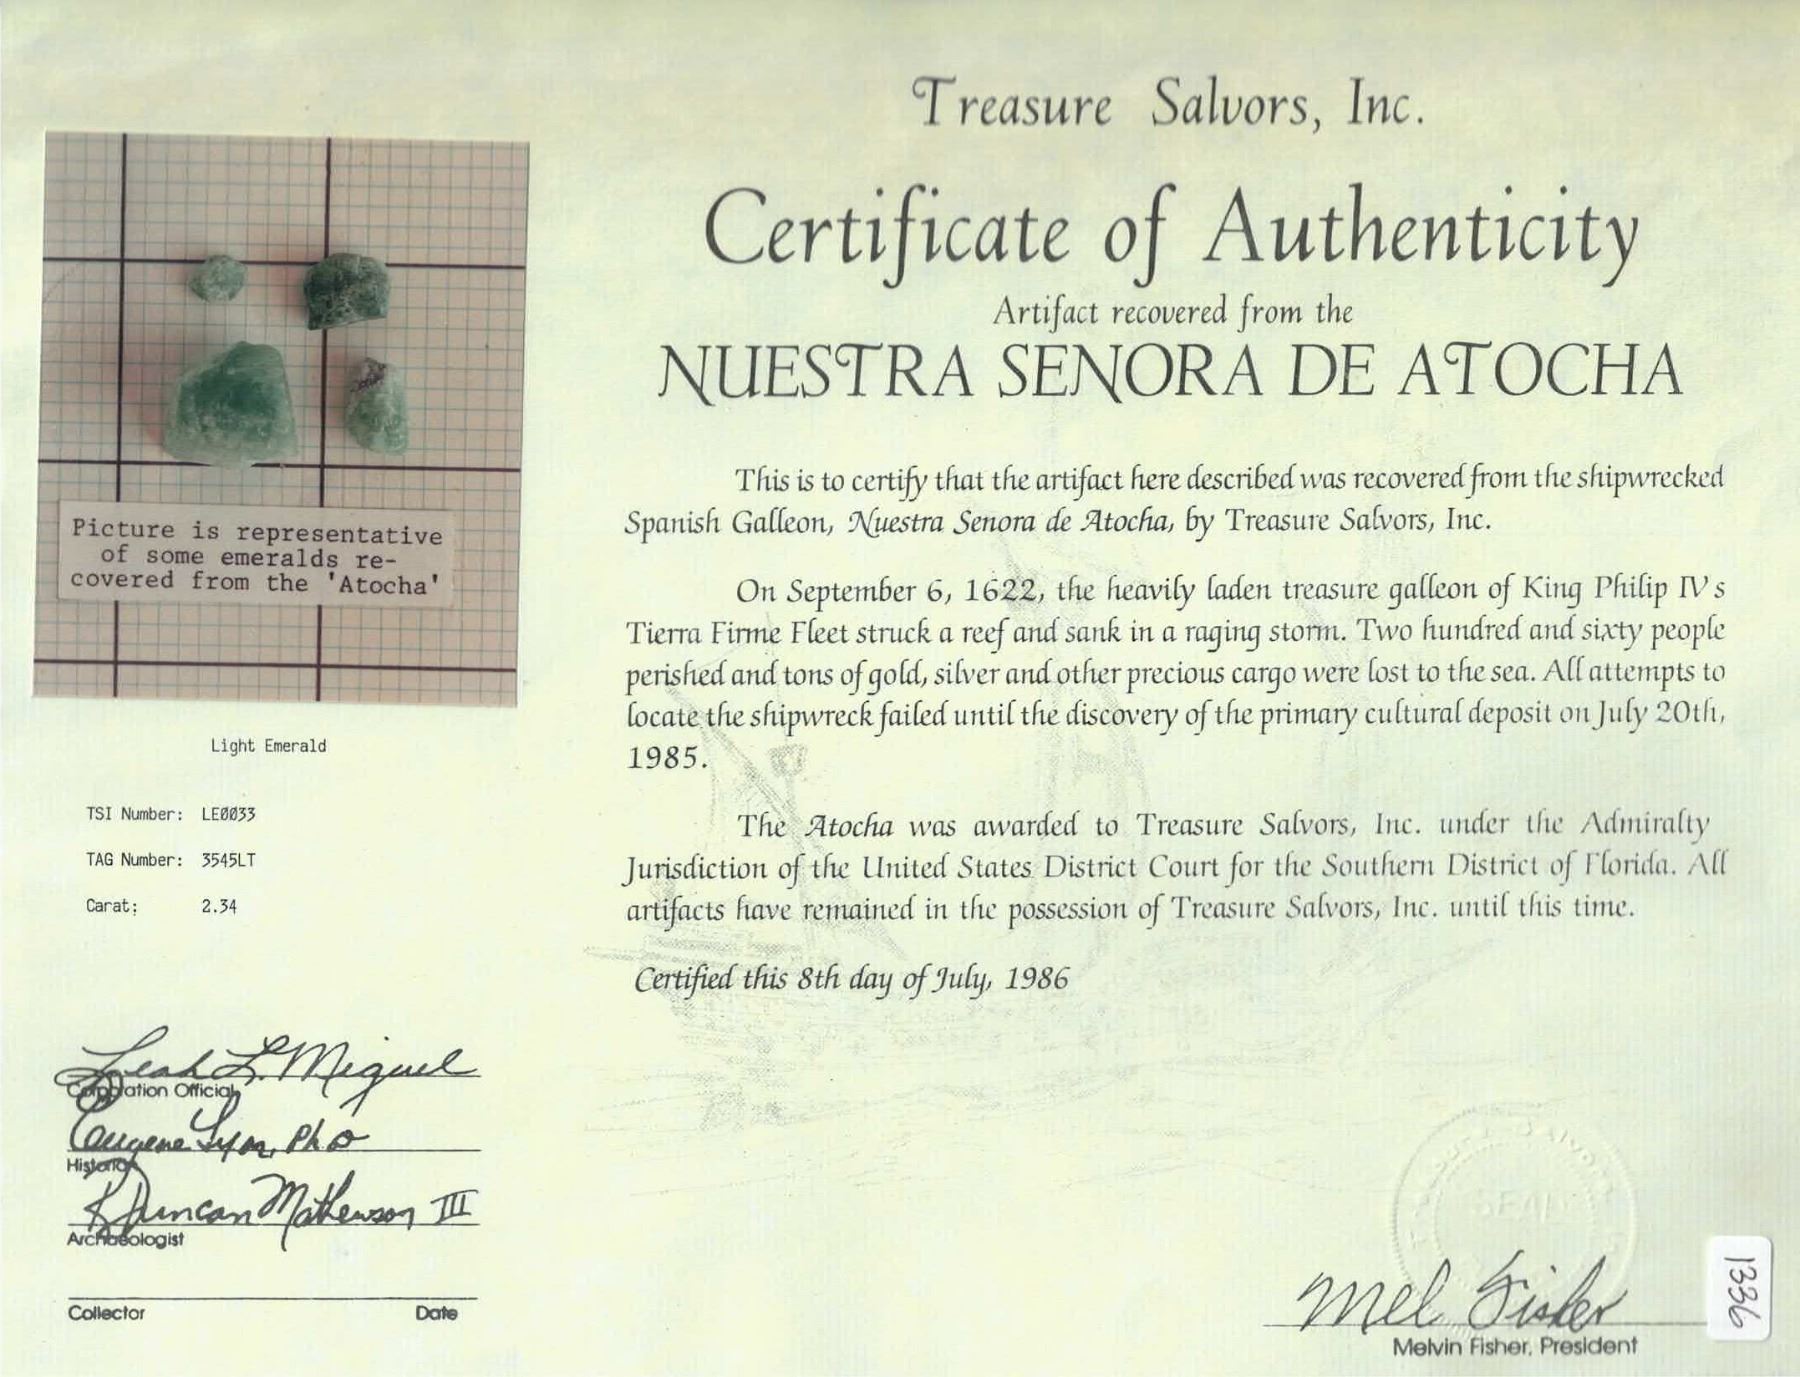 Treasure Salvors, Inc.
Certificate of Authenticity
Artifact recovered from the
NUESTRA SENORA DE ATOCHA
This is to certify that the artifact here described was recovered from the shipwrecked
Spanish Galleon, Nuestra Senora de Atocha, by Treasure Salvors, Inc.
On September 6, 1622, the heavily laden treasure galleon of King Philip IV's
Tierra Firme Fleet struck a reef and sank in a raging storm. Two hundred and sixty people
perished and tons of gold, silver and other precious cargo were lost to the sea. All attempts to
locate the shipwreck failed until the discovery of the primary cultural deposit on July 20th,
1985.
The Atocha was awarded to Treasure Salvors, Inc. under the Admiralty
Jurisdiction of the United States District Court for the Southern District of Florida. All
artifacts have remained in the possession of Treasure Salvors, Inc. until this time.
Certified this 8th day of July, 1986
Picture is representative
of some emeralds re-
covered from the 'Atocha'
Light Emerald
TSI Number: LE0033
TAG Number: 3545LT
Carat: 2.34
Leah L. Miguel
Corporation Official
Eugene Lyon, Ph D
Historian
R Duncan Mathewson III
Archaeologist
Collector Date
SEAL
Mel Fisher
Melvin Fisher, President
1336